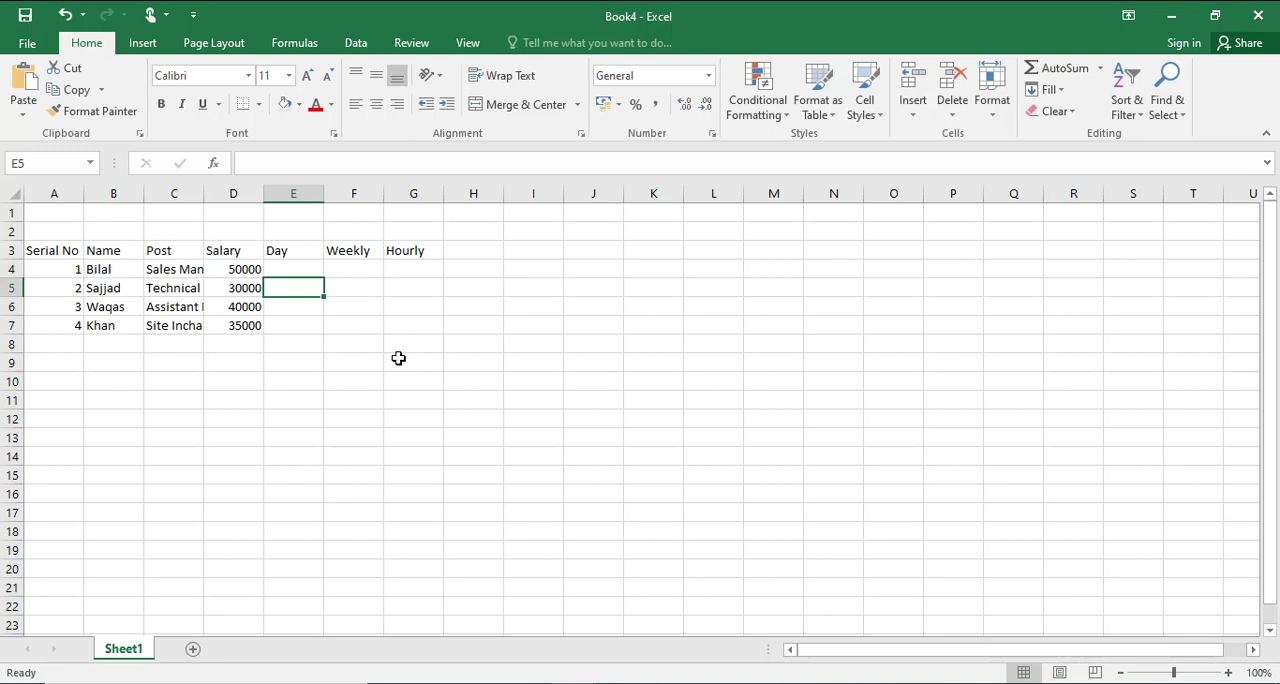 Book4 - Excel
File Home Insert Page Layout Formulas Data Review View Tell me what you want to do... Sign in Share
Paste
Cut
Copy
Format Painter
Clipboard
Calibri 11
B I U A
Font
Wrap Text
Merge & Center
Alignment
General
%
Number
Conditional Formatting
Format as Table
Cell Styles
Styles
Insert Delete Format
Cells
AutoSum
Fill
Clear
Sort & Filter
Find & Select
Editing
E5 fx
A B C D E F G H I J K L M N O P Q R S T U
1
2
3 Serial No Name Post Salary Day Weekly Hourly
4 1 Bilal Sales Man 50000
5 2 Sajjad Technical 30000
6 3 Waqas Assistant 40000
7 4 Khan Site Incha 35000
8
9
10
11
12
13
14
15
16
17
18
19
20
21
22
23
Sheet1
Ready 100%